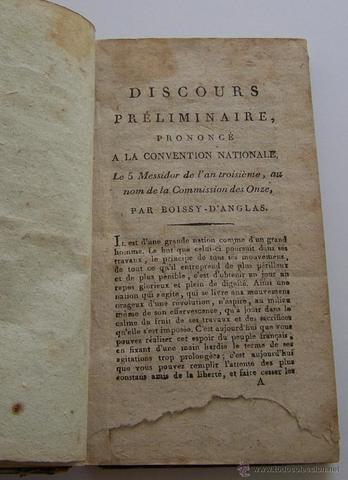 DISCOURS
PRÉLIMINAIRE,
PRONONCÉ
A LA CONVENTION NATIONALE,
Le 5 Messidor de l'an troisième, au
nom de la Commission des Onze,
PAR BOISSY-D'ANGLAS.
IL est d'une grande nation comme d'un grand
homme. Le but que celui-ci poursuit dans ses
travaux, le principe de tous ses mouvemens,
de tout ce qu'il entreprend de plus périlleux
et de plus pénible, c'est d'obtenir un jour un
repos glorieux et plein de dignité. Ainsi une
nation qui s'agite, qui se livre aux mouvemens
orageux d'une révolution, n'aspire, au milieu
même de son effervescence, qu'à jouir dans le
calme du fruit de ses travaux et des sacrifices
qu'elle s'est imposés. C'est aujourd'hui que vous
pouvez réaliser cet espoir du peuple français,
en fixant d'une main hardie le terme de ses
agitations trop prolongées; c'est aujourd'hui
que vous pouvez remplir l'attente des plus
constans amis de la liberté, et faire cesser les
A
todocoleccion.net